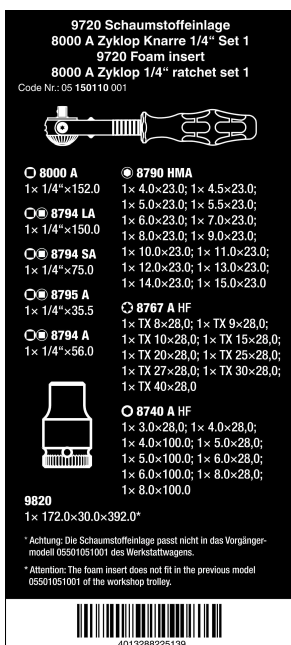 9720 Schaumstoffeinlage
8000 A Zyklop Knarre 1/4“ Set 1
9720 Foam insert
8000 A Zyklop 1/4“ ratchet set 1
Code Nr.: 05 150110 001
8000 A
1× 1/4“×152.0
8794 LA
1× 1/4“×150.0
8794 SA
1× 1/4“×75.0
8795 A
1× 1/4“×35.5
8794 A
1× 1/4“×56.0
8790 HMA
1× 4.0×23.0; 1× 4.5×23.0;
1× 5.0×23.0; 1× 5.5×23.0;
1× 6.0×23.0; 1× 7.0×23.0;
1× 8.0×23.0; 1× 9.0×23.0;
1× 10.0×23.0; 1× 11.0×23.0;
1× 12.0×23.0; 1× 13.0×23.0;
1× 14.0×23.0; 1× 15.0×23.0
8767 A HF
1× TX 8×28,0; 1× TX 9×28,0;
1× TX 10×28,0; 1× TX 15×28,0;
1× TX 20×28,0; 1× TX 25×28,0;
1× TX 27×28,0; 1× TX 30×28,0;
1× TX 40×28,0
8740 A HF
1× 3.0×28,0; 1× 4.0×28,0;
1× 4.0×100.0; 1× 5.0×28,0;
1× 5.0×100.0; 1× 6.0×28,0;
1× 6.0×100.0; 1× 8.0×28,0;
1× 8.0×100.0
9820
1× 172.0×30.0×392.0*
* Achtung: Die Schaumstoffeinlage passt nicht in das Vorgänger-
modell 05501051001 des Werkstattwagens.
* Attention: The foam insert does not fit in the previous model
05501051001 of the workshop trolley.
4013288225139